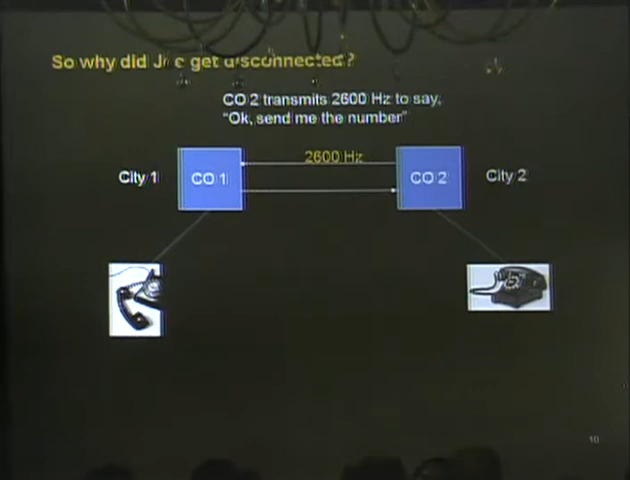 So why did Joe get disconnected?
CO 2 transmits 2600 Hz to say,
"Ok, send me the number"
2600 Hz
City 1
CO 1
CO 2
City 2
10